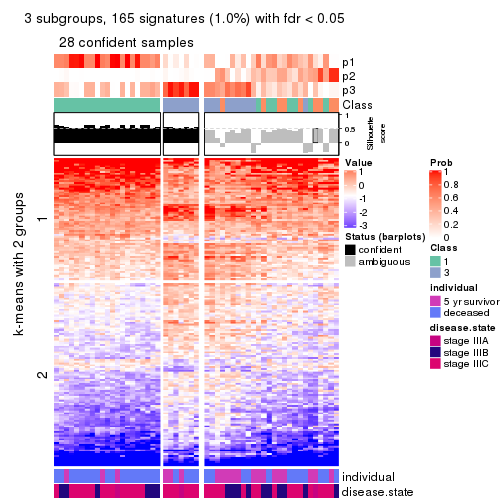 3 subgroups, 165 signatures (1.0%) with fdr < 0.05
28 confident samples
p1
p2
p3
Class
1
0.5
0
Silhouette
score
k-means with 2 groups
1
2
individual
disease.state
Value
1
0
-1
-2
-3
Status (barplots)
confident
ambiguous
Prob
1
0.8
0.6
0.4
0.2
0
Class
1
3
individual
5 yr survivor
deceased
disease.state
stage IIIA
stage IIIB
stage IIIC